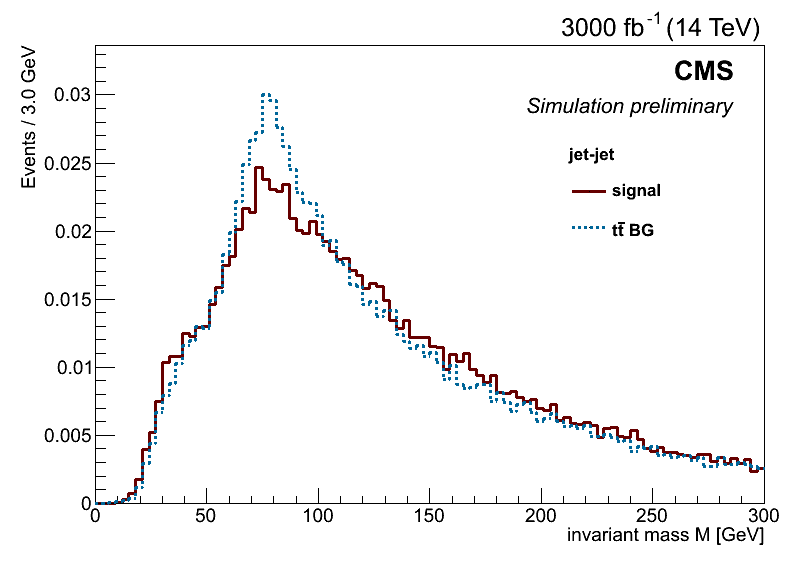 3000 fb-1 (14 TeV)
CMS
Simulation preliminary
jet-jet
signal
tt̄ BG
Events / 3.0 GeV
0.03
0.025
0.02
0.015
0.01
0.005
0
0 50 100 150 200 250 300
invariant mass M [GeV]